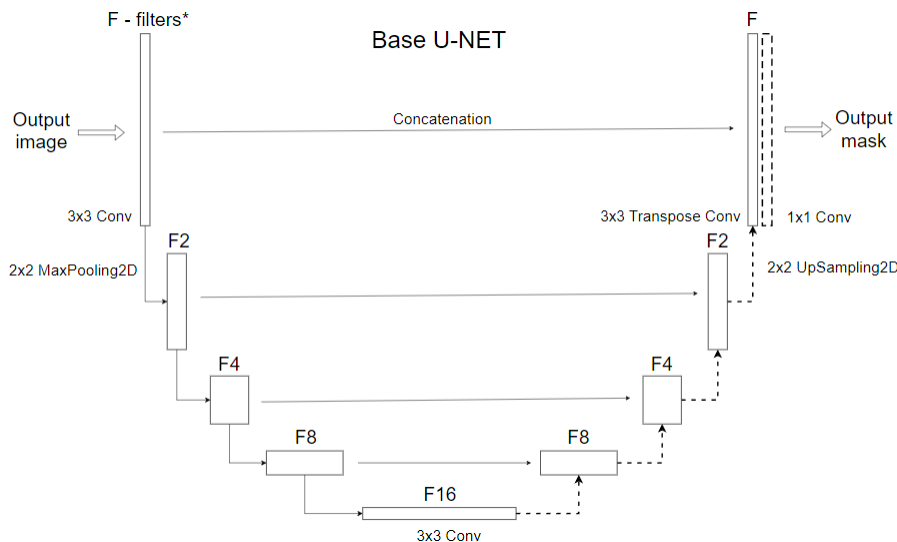 F - filters*
Base U-NET
F
Output
image
Concatenation
Output
mask
3x3 Conv
3x3 Transpose Conv
1x1 Conv
F2
F2
2x2 MaxPooling2D
2x2 UpSampling2D
F4
F4
F8
F8
F16
3x3 Conv